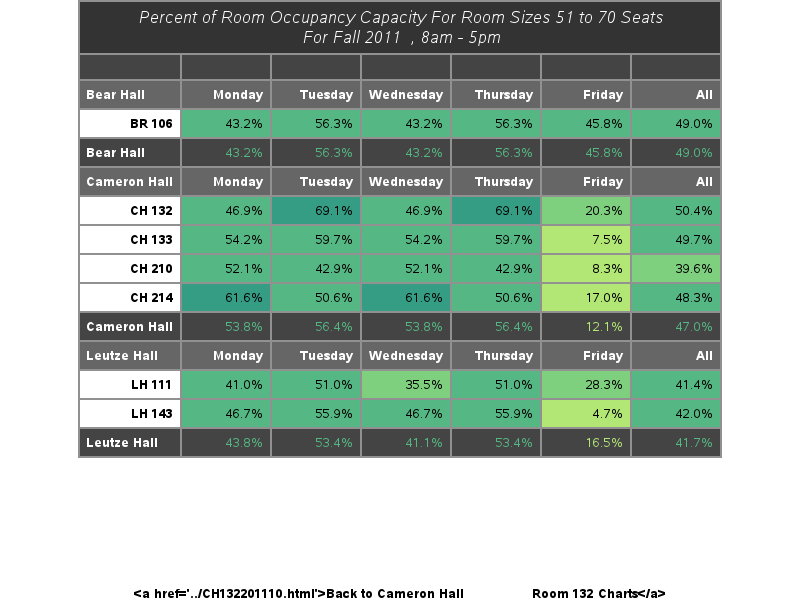 Percent of Room Occupancy Capacity For Room Sizes 51 to 70 Seats
For Fall 2011 , 8am - 5pm
Bear Hall Monday Tuesday Wednesday Thursday Friday All
BR 106 43.2% 56.3% 43.2% 56.3% 45.8% 49.0%
Bear Hall 43.2% 56.3% 43.2% 56.3% 45.8% 49.0%
Cameron Hall Monday Tuesday Wednesday Thursday Friday All
CH 132 46.9% 69.1% 46.9% 69.1% 20.3% 50.4%
CH 133 54.2% 59.7% 54.2% 59.7% 7.5% 49.7%
CH 210 52.1% 42.9% 52.1% 42.9% 8.3% 39.6%
CH 214 61.6% 50.6% 61.6% 50.6% 17.0% 48.3%
Cameron Hall 53.8% 56.4% 53.8% 56.4% 12.1% 47.0%
Leutze Hall Monday Tuesday Wednesday Thursday Friday All
LH 111 41.0% 51.0% 35.5% 51.0% 28.3% 41.4%
LH 143 46.7% 55.9% 46.7% 55.9% 4.7% 42.0%
Leutze Hall 43.8% 53.4% 41.1% 53.4% 16.5% 41.7%
<a href='../CH132201110.html'>Back to Cameron Hall Room 132 Charts</a>